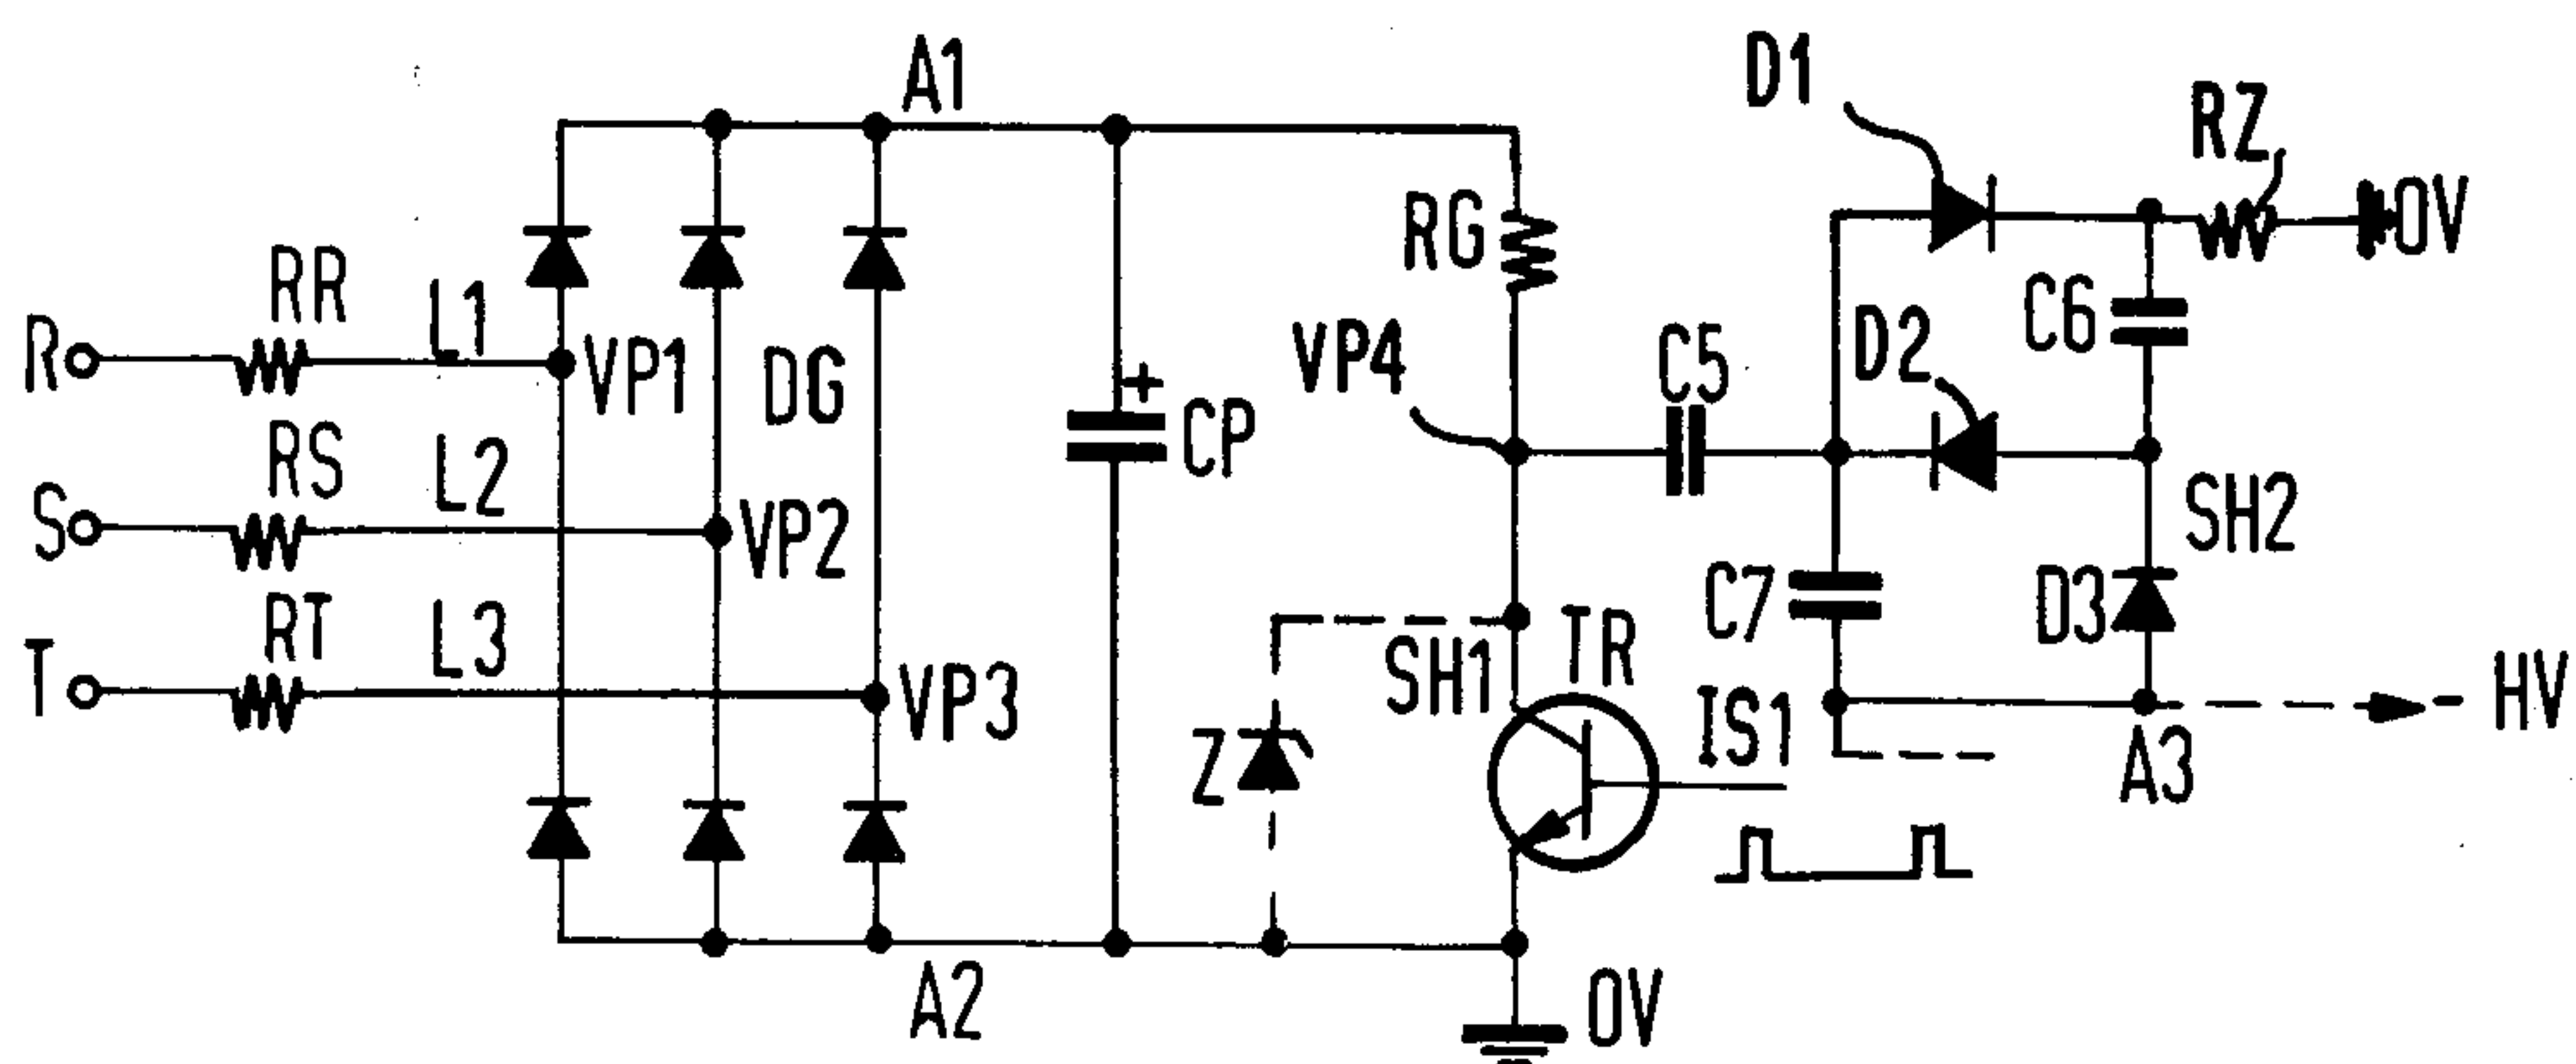 A1
D1
RZ
0V
RG
RR
L1
R
VP1
DG
VP4
C5
D2
C6
+
CP
RS
L2
S
VP2
SH2
RT
L3
T
VP3
C7
D3
SH1
TR
Z
IS1
- HV
A3
A2
0V